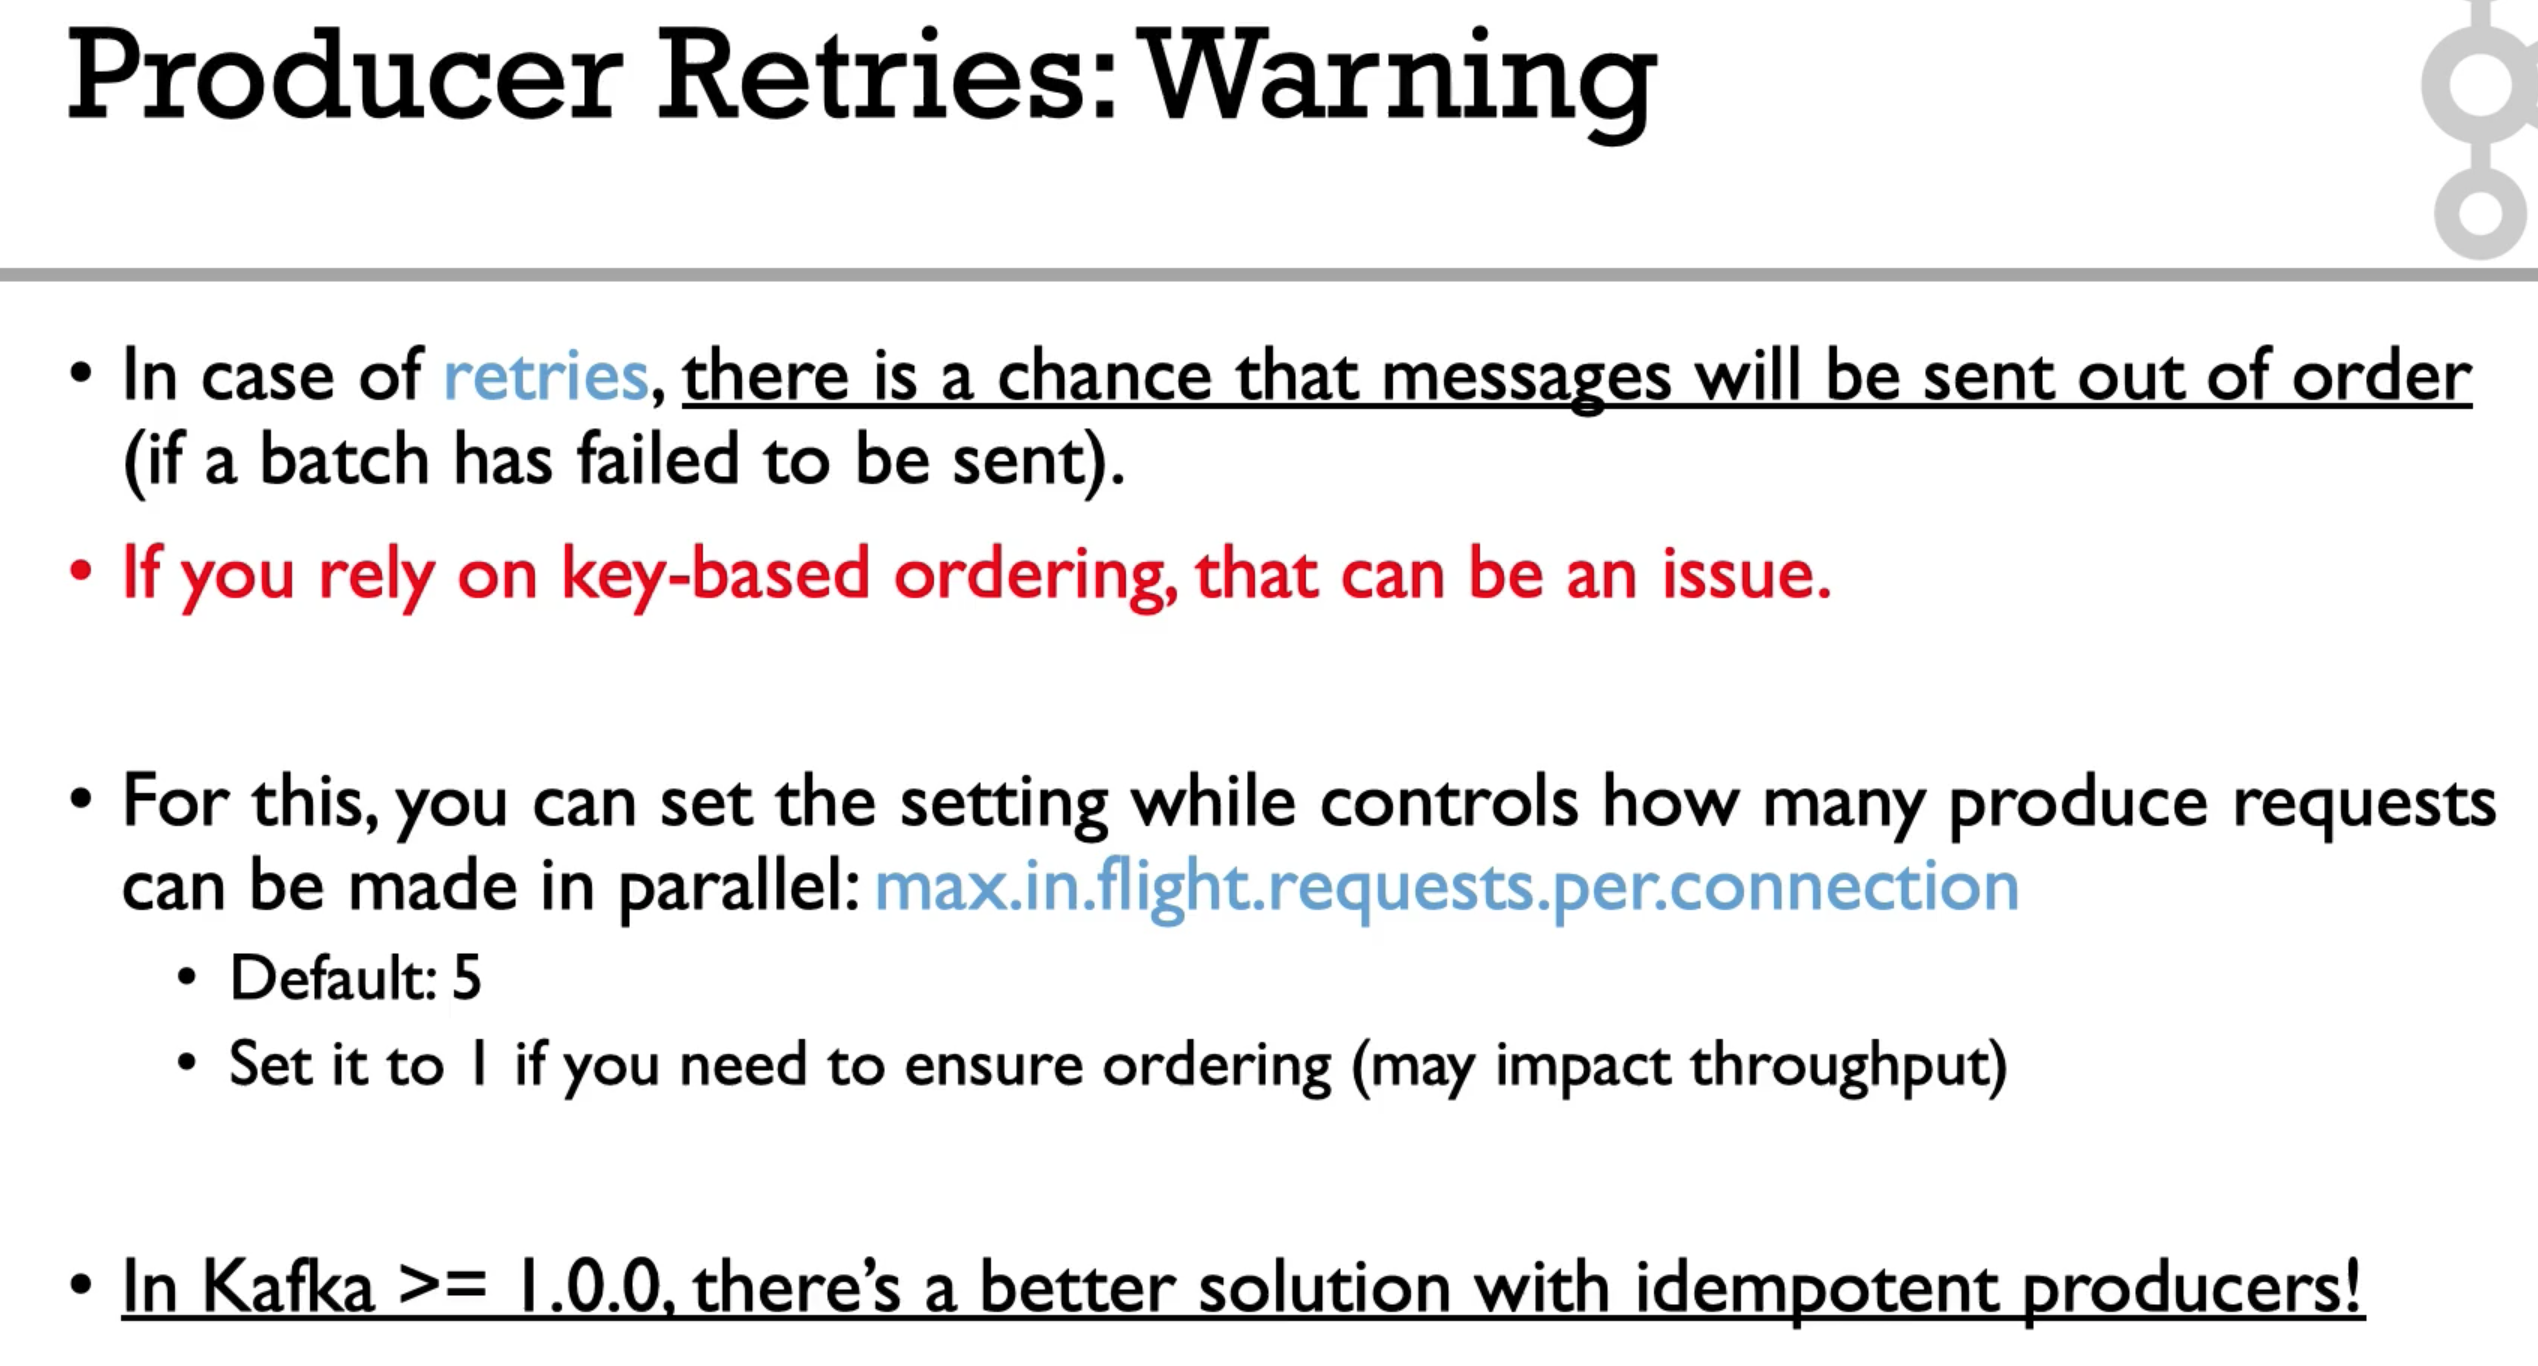 Producer Retries: Warning
• In case of retries, there is a chance that messages will be sent out of order
(if a batch has failed to be sent).
• If you rely on key-based ordering, that can be an issue.
• For this, you can set the setting while controls how many produce requests
can be made in parallel: max.in.flight.requests.per.connection
• Default: 5
• Set it to 1 if you need to ensure ordering (may impact throughput)
• In Kafka >= 1.0.0, there's a better solution with idempotent producers!